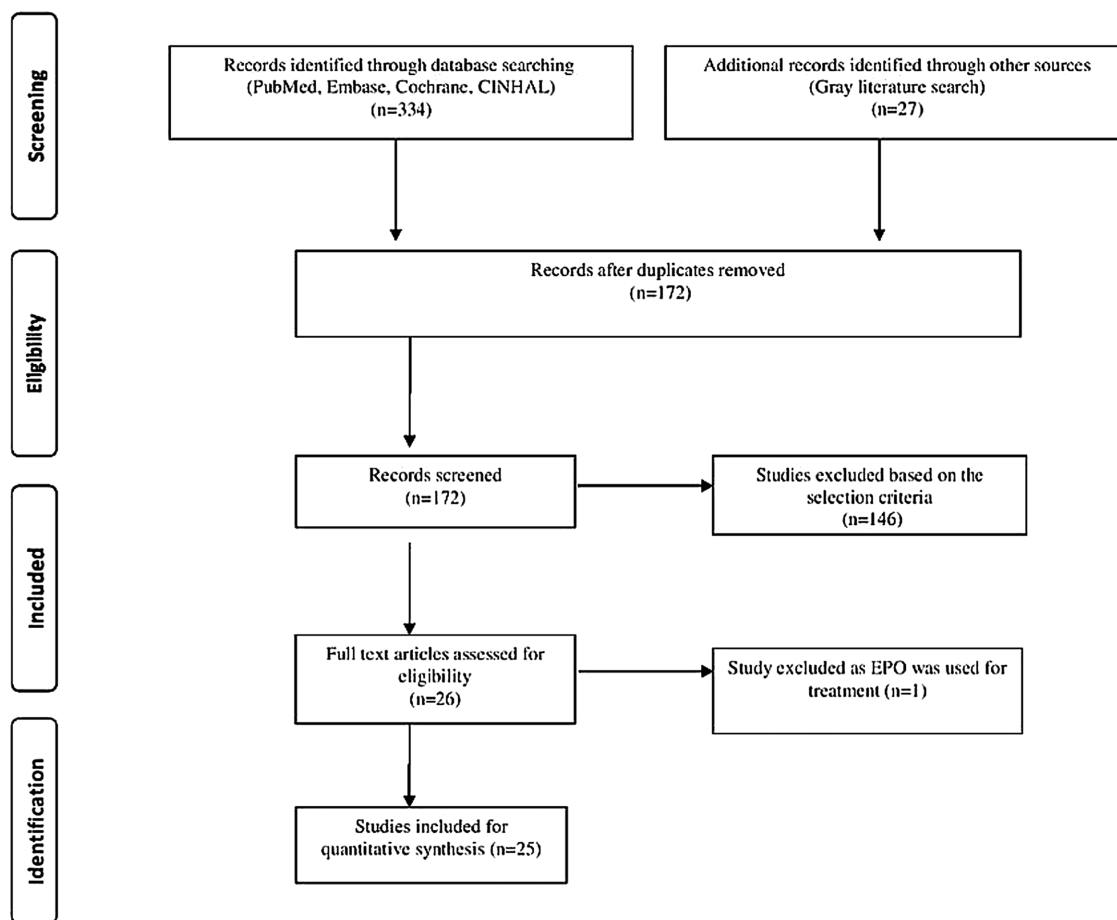 Screening
Records identified through database searching
(PubMed, Embase, Cochrane, CINHAL)
(n=334)
Additional records identified through other sources
(Gray literature search)
(n=27)
Eligibility
Records after duplicates removed
(n=172)
Records screened
(n=172)
Studies excluded based on the
selection criteria
(n=146)
Included
Full text articles assessed for
eligibility
(n=26)
Study excluded as EPO was used for
treatment (n=1)
Identification
Studies included for
quantitative synthesis (n=25)